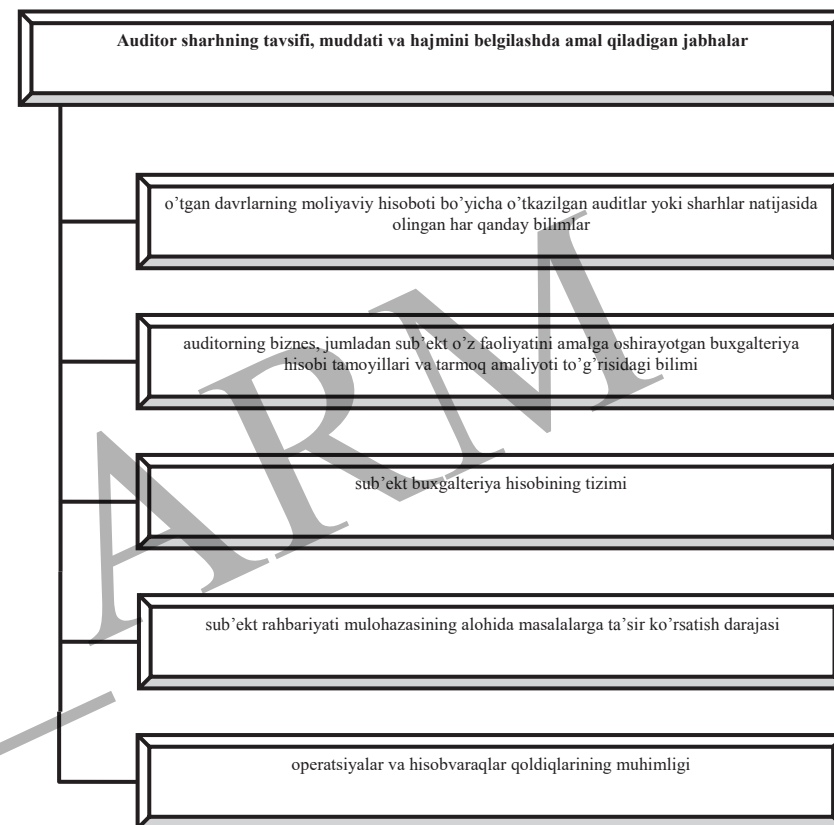 Auditor sharhning tavsifi, muddati va hajmini belgilashda amal qiladigan jabhalar
o’tgan davrlarning moliyaviy hisoboti bo’yicha o’tkazilgan auditlar yoki sharhlar natijasida
olingan har qanday bilimlar
auditorning biznes, jumladan sub’ekt o’z faoliyatini amalga oshirayotgan buxgalteriya
hisobi tamoyillari va tarmoq amaliyoti to’g’risidagi bilimi
sub’ekt buxgalteriya hisobining tizimi
sub’ekt rahbariyati mulohazasining alohida masalalarga ta’sir ko’rsatish darajasi
operatsiyalar va hisobvaraqlar qoldiqlarining muhimligi
ARM